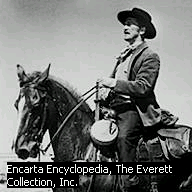 Encarta Encyclopedia, The Everett
Collection, Inc.